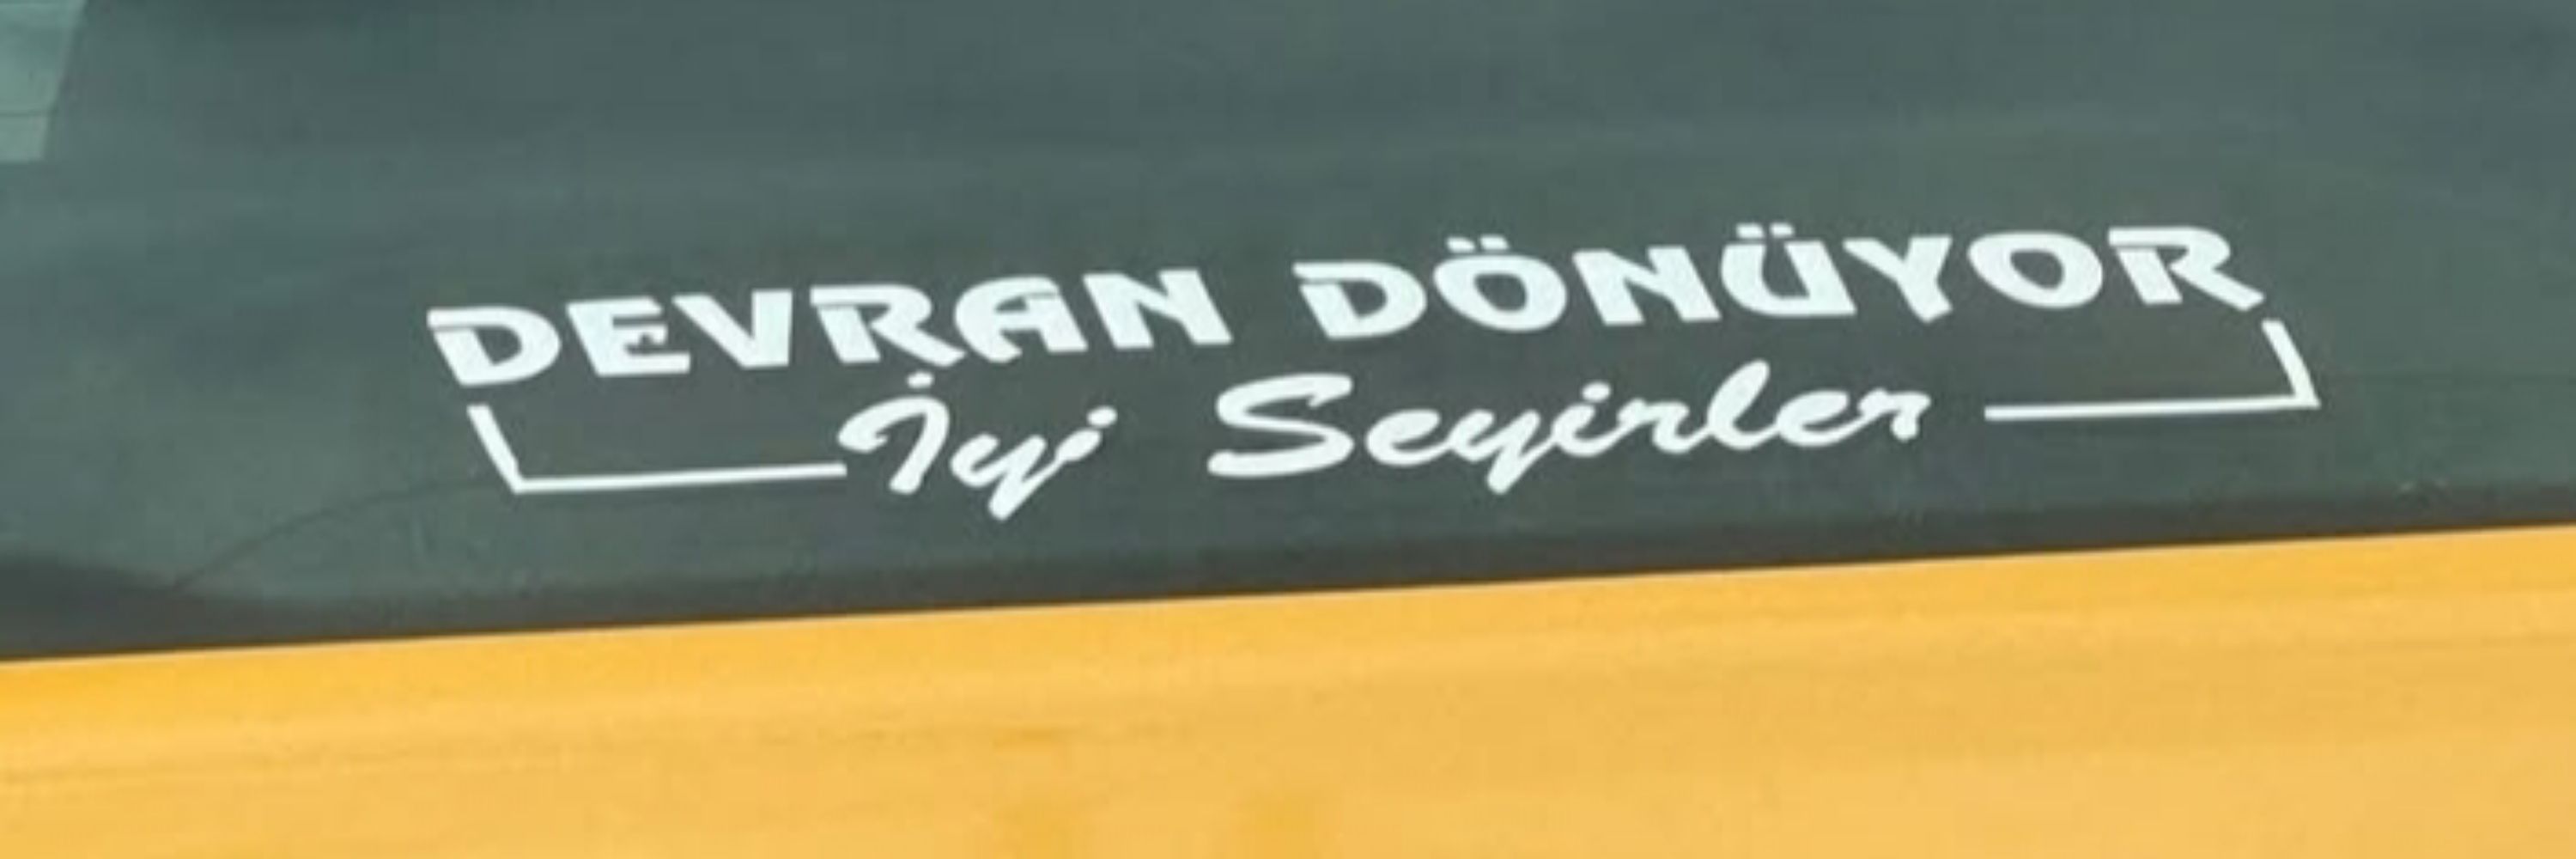 DEVRAN DÖNÜYOR
İyi Seyirler